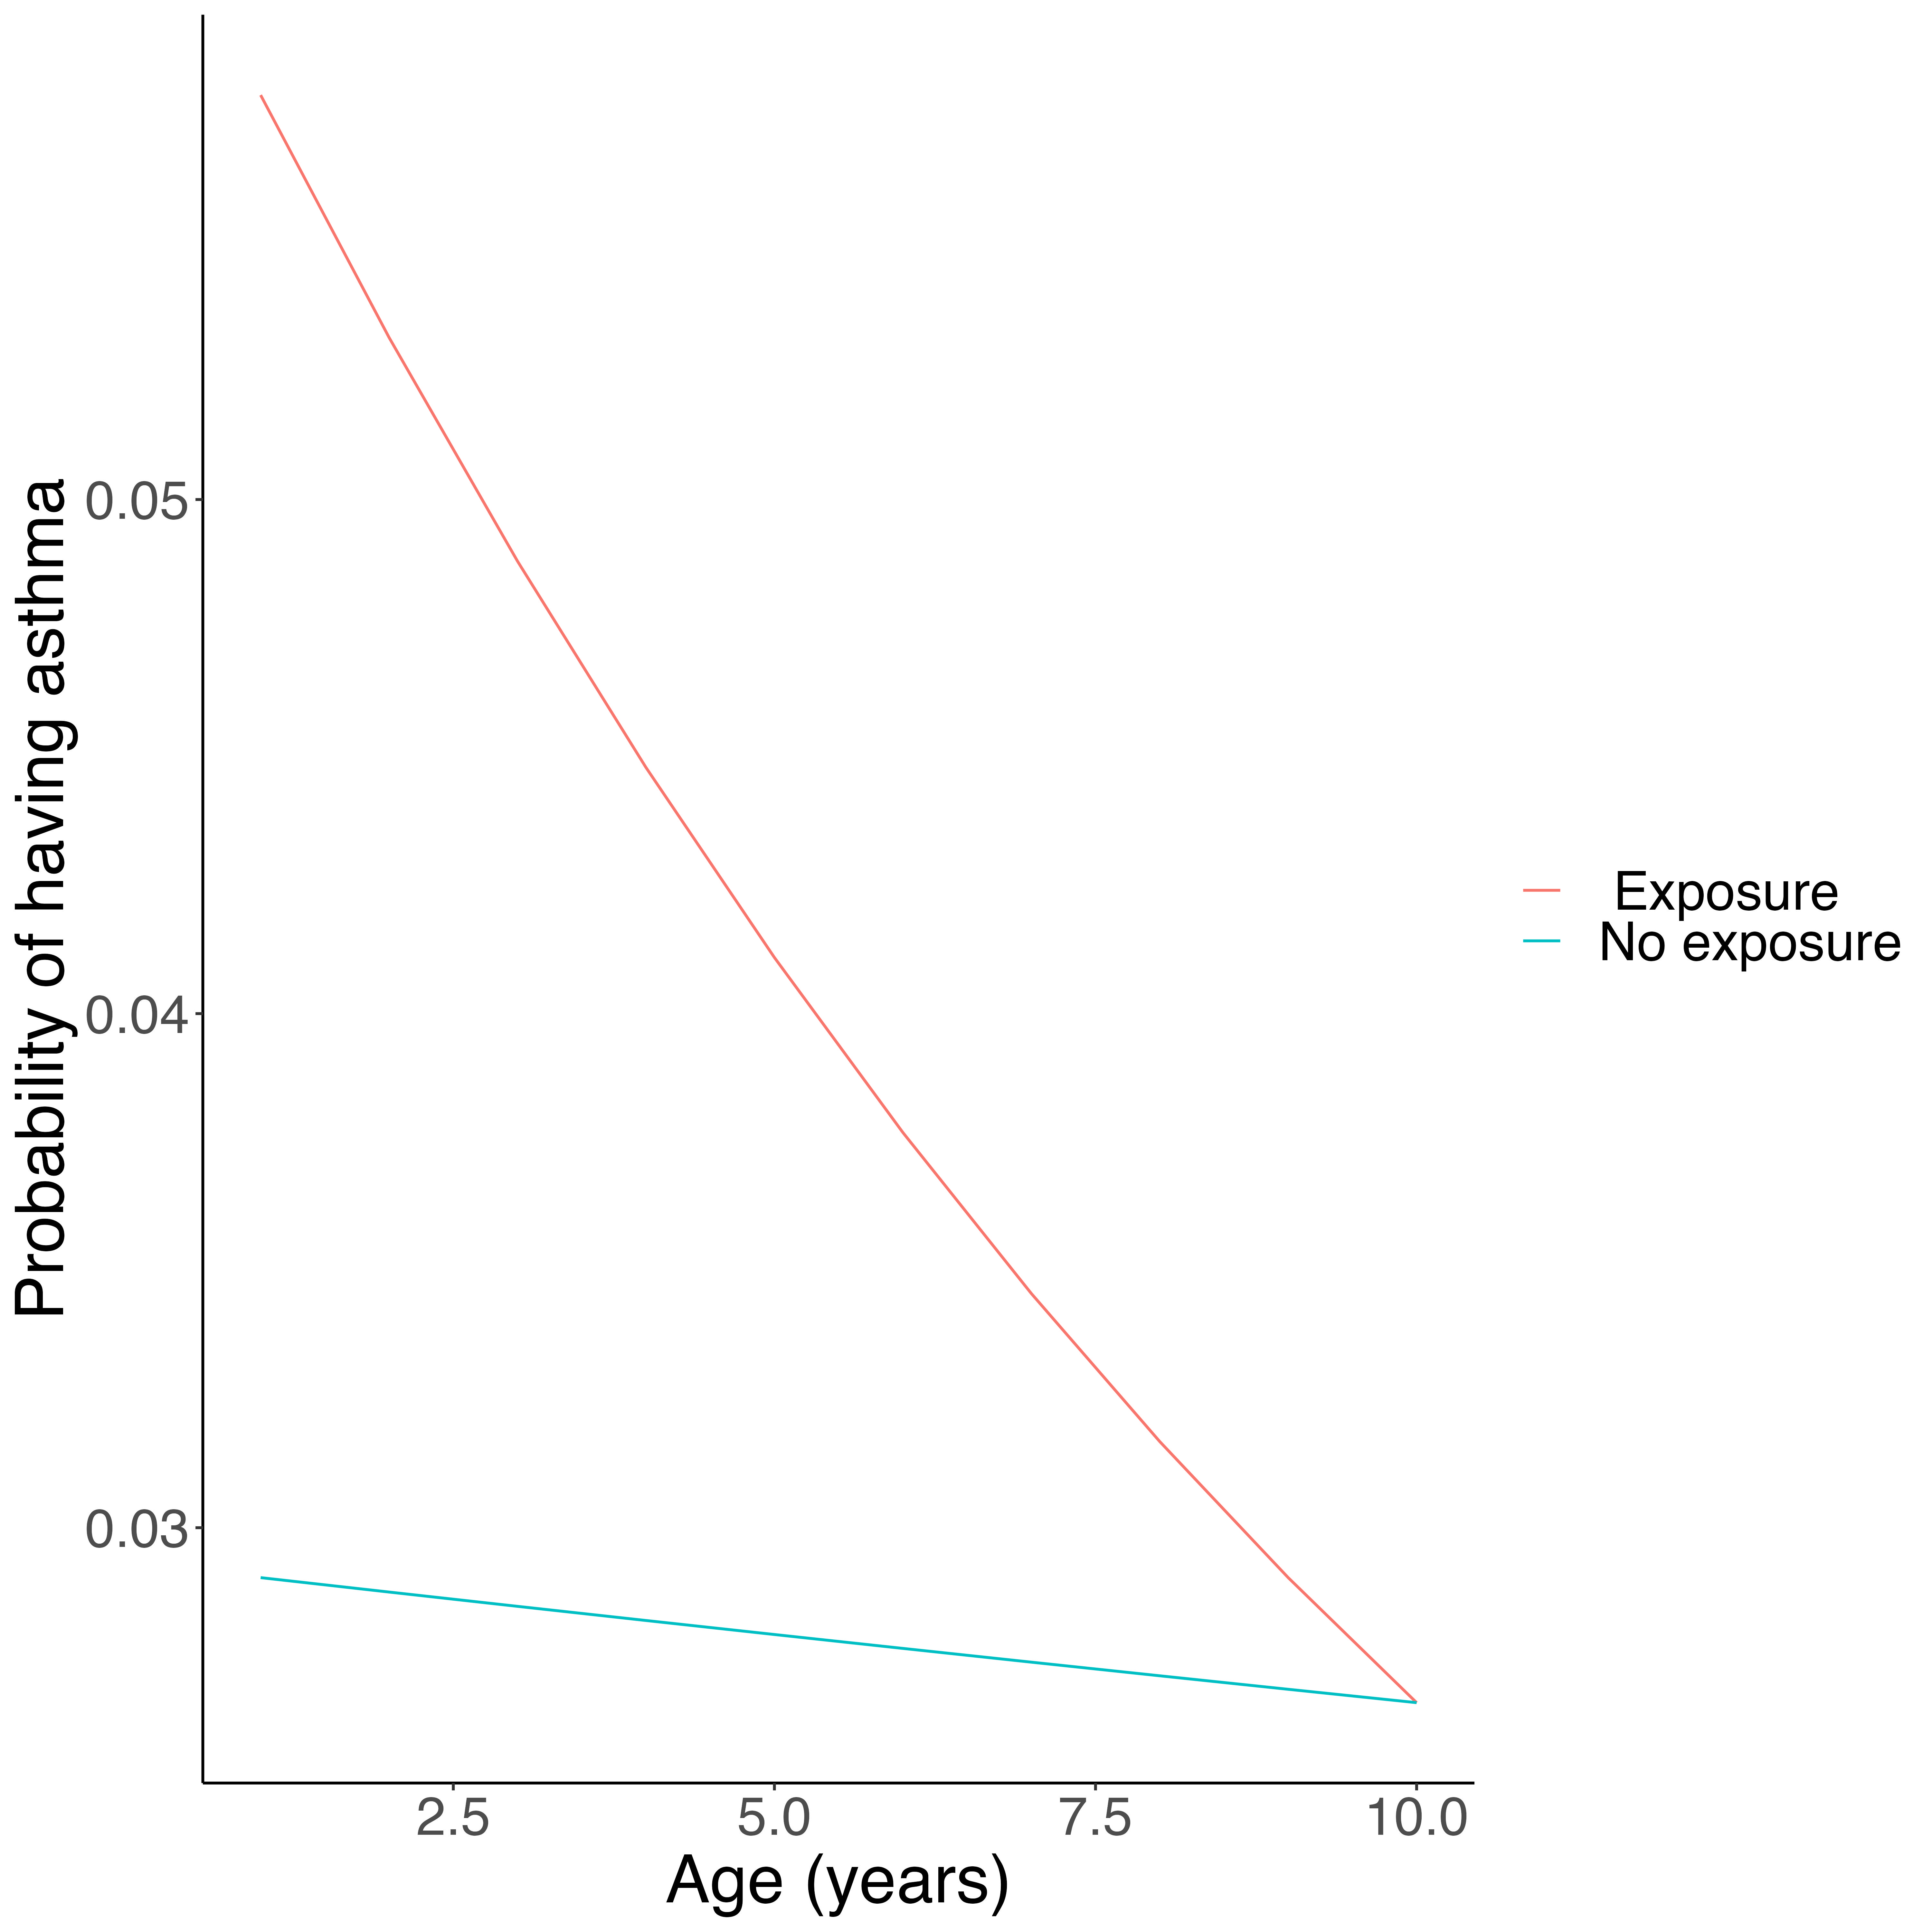 Probability of having asthma
0.05
0.04
0.03
2.5 5.0 7.5 10.0
Age (years)
Exposure
No exposure